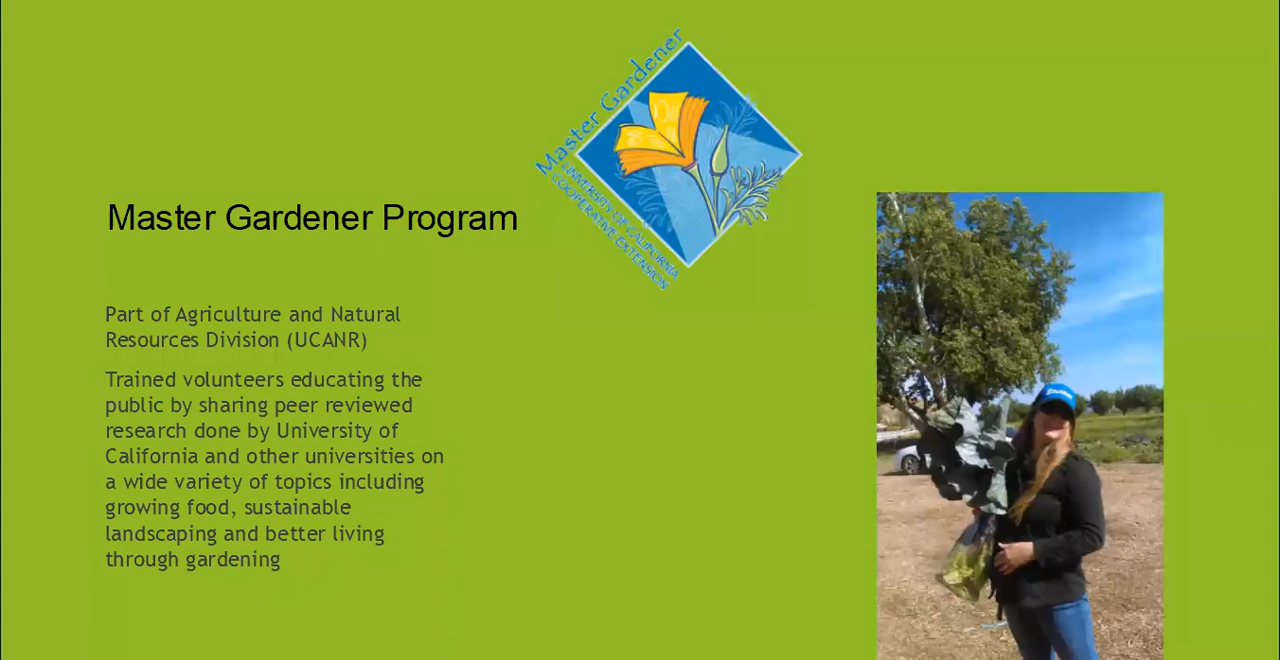 Master Gardener
UNIVERSITY OF CALIFORNIA
COOPERATIVE EXTENSION
Master Gardener Program
Part of Agriculture and Natural
Resources Division (UCANR)
Trained volunteers educating the
public by sharing peer reviewed
research done by University of
California and other universities on
a wide variety of topics including
growing food, sustainable
landscaping and better living
through gardening